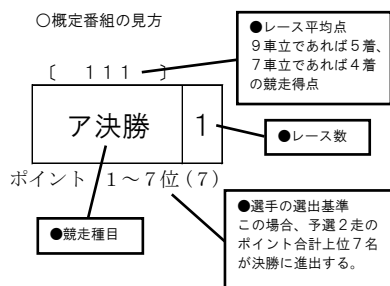 ○概定番組の見方
●レース平均点
９車立であれば５着、
７車立であれば４着
の競走得点
〔　１１１　〕
ア決勝
1
●レース数
ポイント　１～７位（７）
●競走種目
●選手の選出基準
この場合、予選２走の
ポイント合計上位７名
が決勝に進出する。